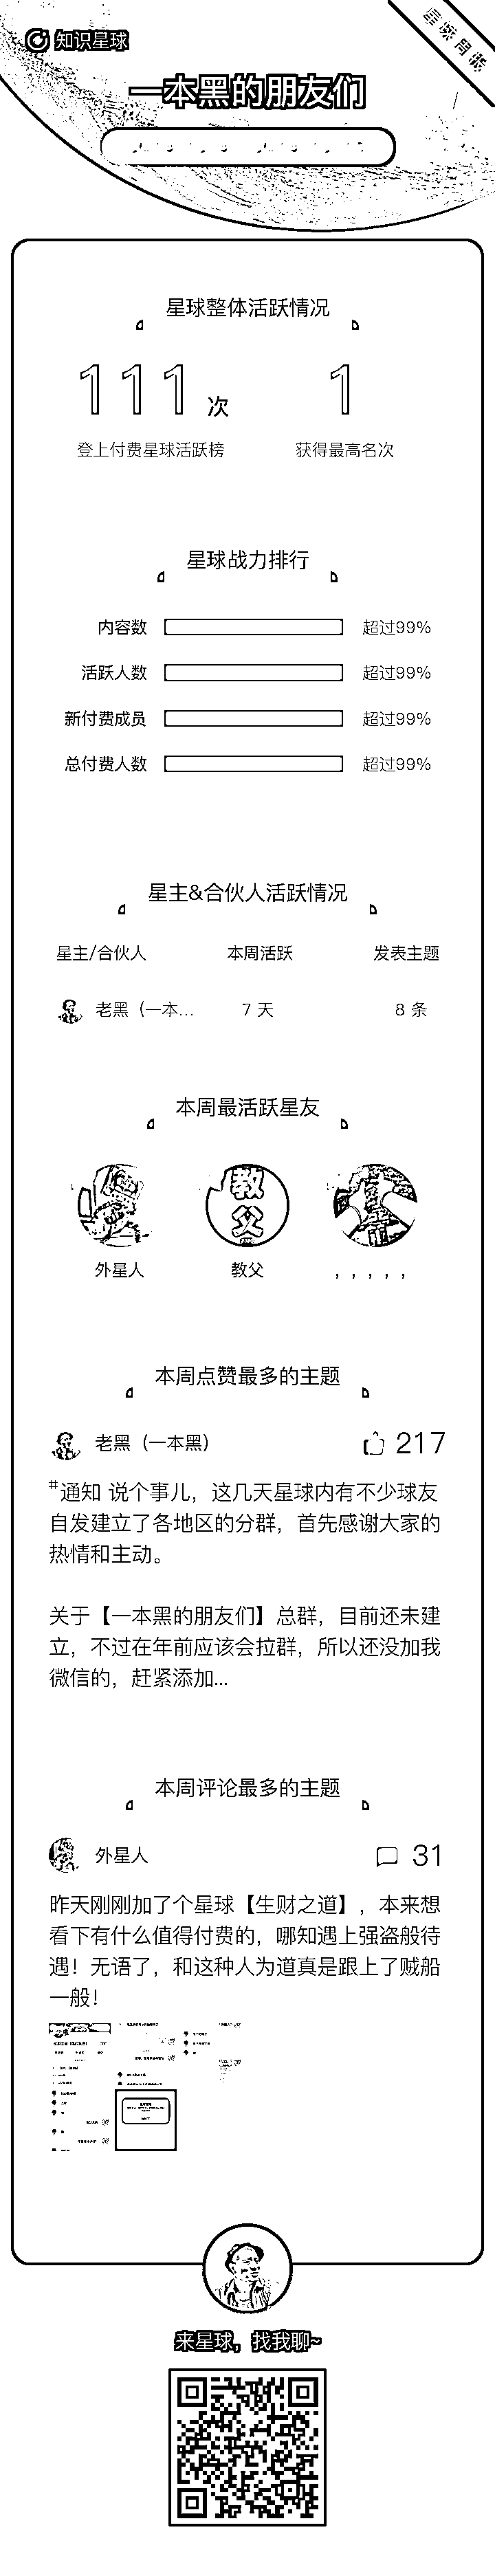 知识星球
星球周报
一本黑的朋友们
星球整体活跃情况
111 次
1
登上付费星球活跃榜
获得最高名次
星球战力排行
内容数 超过99%
活跃人数 超过99%
新付费成员 超过99%
总付费人数 超过99%
星主&合伙人活跃情况
星主/合伙人 本周活跃 发表主题
老黑（一本... 7 天 8 条
本周最活跃星友
外星人 教父 ，，，，，
本周点赞最多的主题
老黑（一本黑） 217
#通知 说个事儿，这几天星球内有不少球友
自发建立了各地区的分群，首先感谢大家的
热情和主动。
关于【一本黑的朋友们】总群，目前还未建
立，不过在年前应该会拉群，所以还没加我
微信的，赶紧添加...
本周评论最多的主题
外星人 31
昨天刚刚加了个星球【生财之道】，本来想
看下有什么值得付费的，哪知遇上强盗般待
遇！无语了，和这种人为道真是跟上了贼船
一般！
来星球，找我聊~